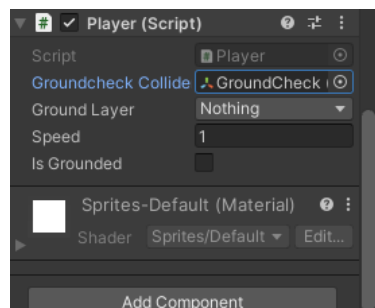 # Player (Script)
Script Player
Groundcheck Collide GroundCheck (
Ground Layer Nothing
Speed 1
Is Grounded
Sprites-Default (Material)
Shader Sprites/Default Edit...
Add Component